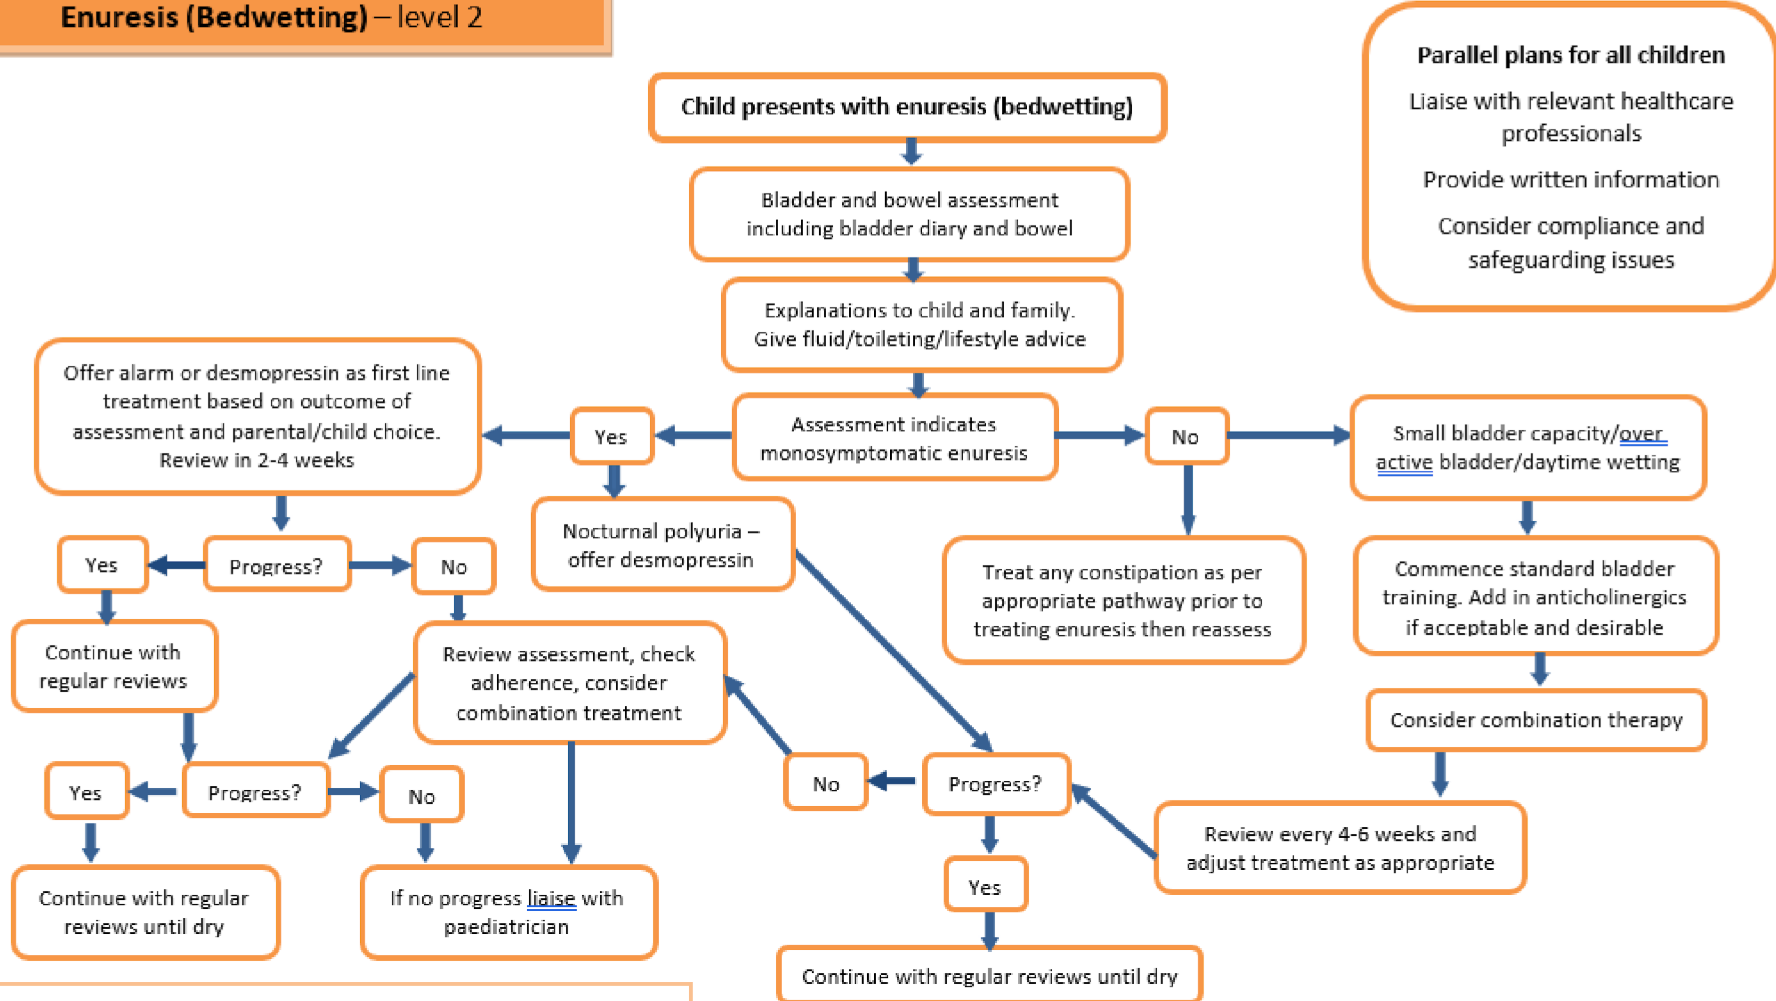 Enuresis (Bedwetting) – level 2
Parallel plans for all children
Liaise with relevant healthcare
professionals
Provide written information
Consider compliance and
safeguarding issues
Child presents with enuresis (bedwetting)
Bladder and bowel assessment
including bladder diary and bowel
Explanations to child and family.
Give fluid/toileting/lifestyle advice
Assessment indicates
monosymptomatic enuresis
Yes
No
Offer alarm or desmopressin as first line
treatment based on outcome of
assessment and parental/child choice.
Review in 2-4 weeks
Small bladder capacity/over
active bladder/daytime wetting
Nocturnal polyuria –
offer desmopressin
Treat any constipation as per
appropriate pathway prior to
treating enuresis then reassess
Commence standard bladder
training. Add in anticholinergics
if acceptable and desirable
Yes
Progress?
No
Continue with
regular reviews
Review assessment, check
adherence, consider
combination treatment
Consider combination therapy
Yes
Progress?
No
No
Progress?
Review every 4-6 weeks and
adjust treatment as appropriate
Yes
Continue with regular
reviews until dry
If no progress liaise with
paediatrician
Continue with regular reviews until dry